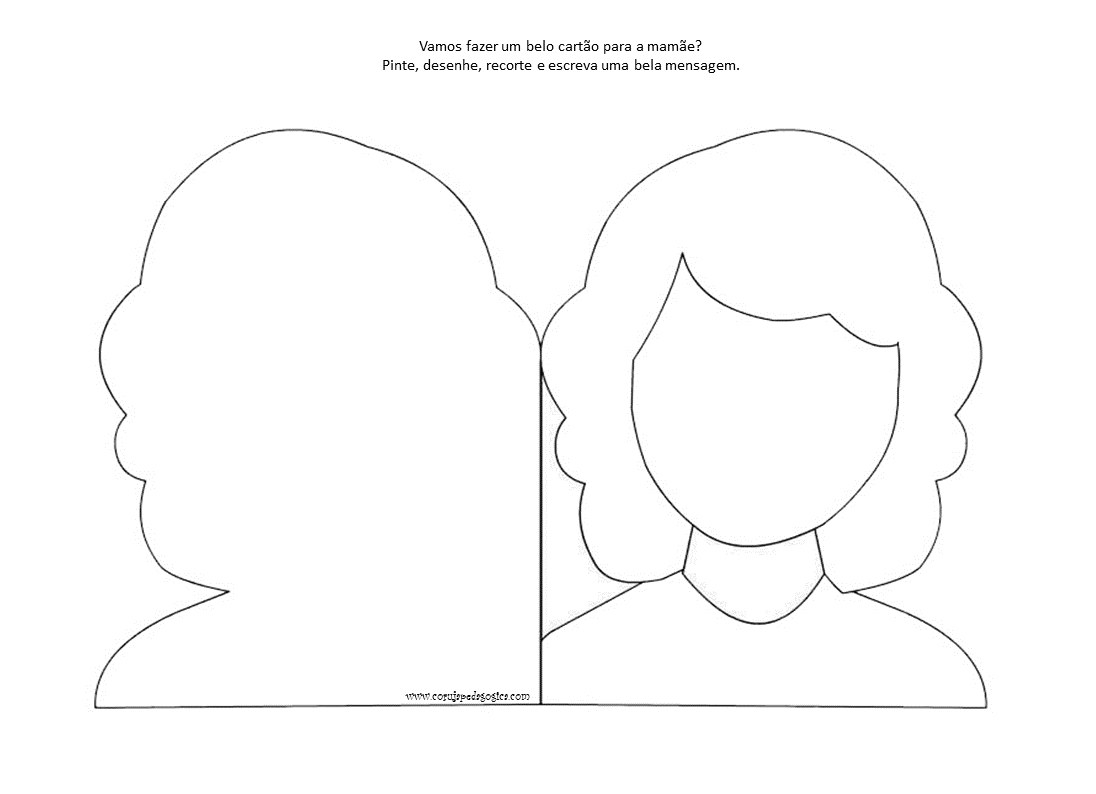 Vamos fazer um belo cartão para a mamãe?
Pinte, desenhe, recorte e escreva uma bela mensagem.
www.corujapedagogica.com